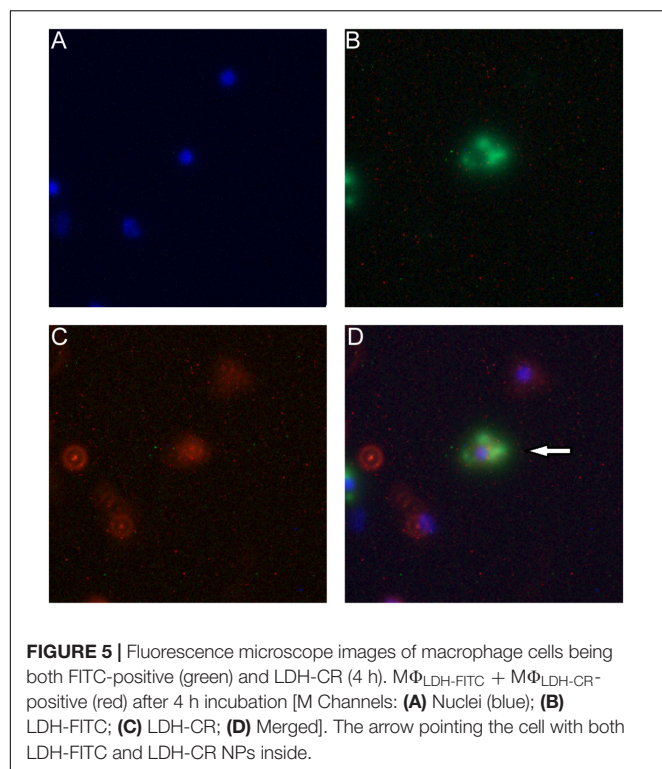 A
B
C
D
FIGURE 5 | Fluorescence microscope images of macrophage cells being
both FITC-positive (green) and LDH-CR (4 h). MΦLDH-FITC + MΦLDH-CR-
positive (red) after 4 h incubation [M Channels: (A) Nuclei (blue); (B)
LDH-FITC; (C) LDH-CR; (D) Merged]. The arrow pointing the cell with both
LDH-FITC and LDH-CR NPs inside.